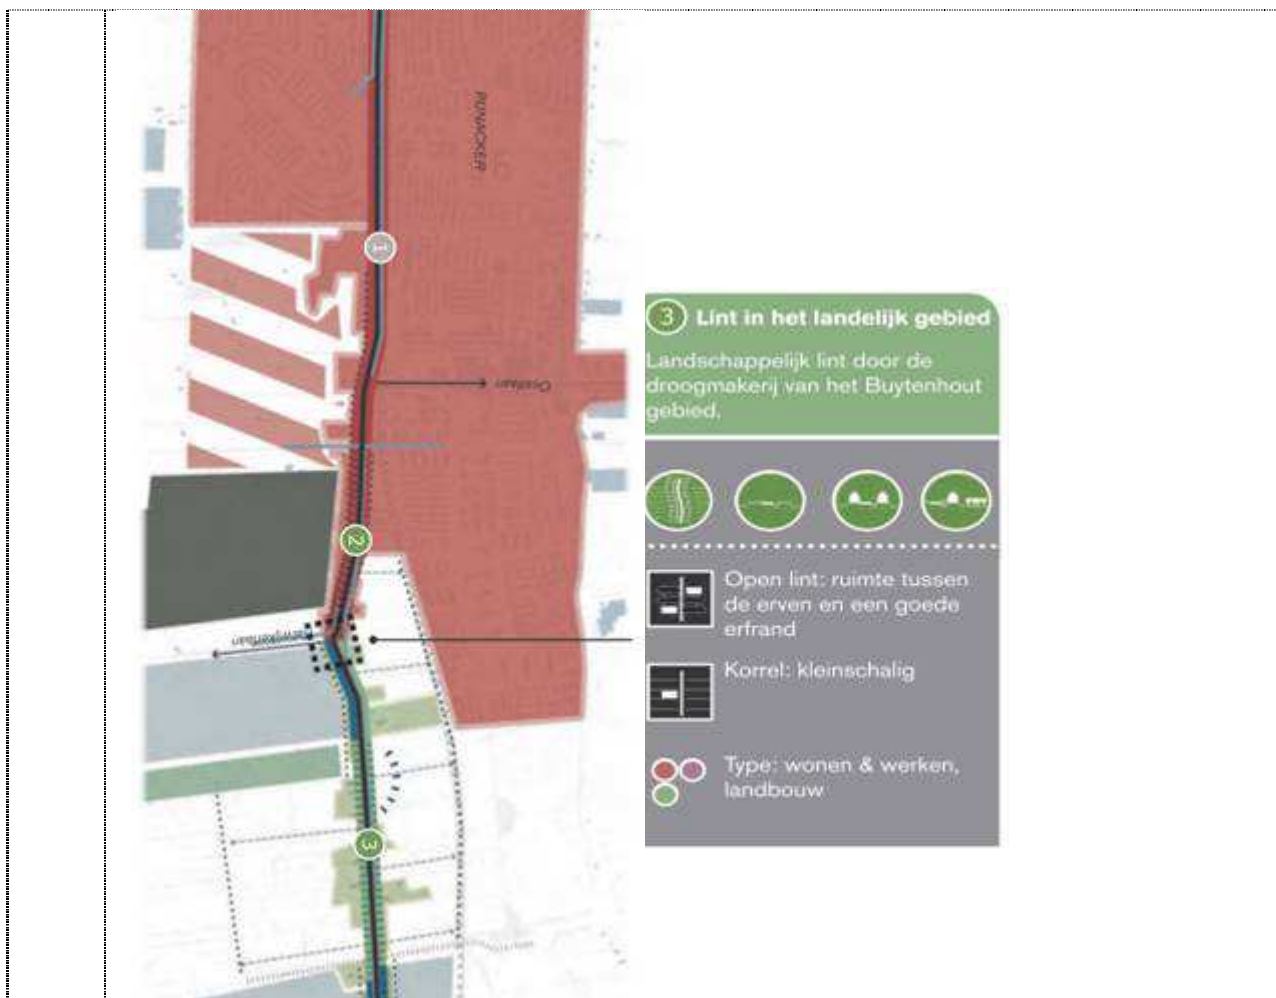 PIJNACKER
1
Oostlaan
2
3
3 Lint in het landelijk gebied
Landschappelijk lint door de
droogmakerij van het Buytenhout
gebied.
Open lint: ruimte tussen
de erven en een goede
erfrand
Korrel: kleinschalig
Type: wonen & werken,
landbouw